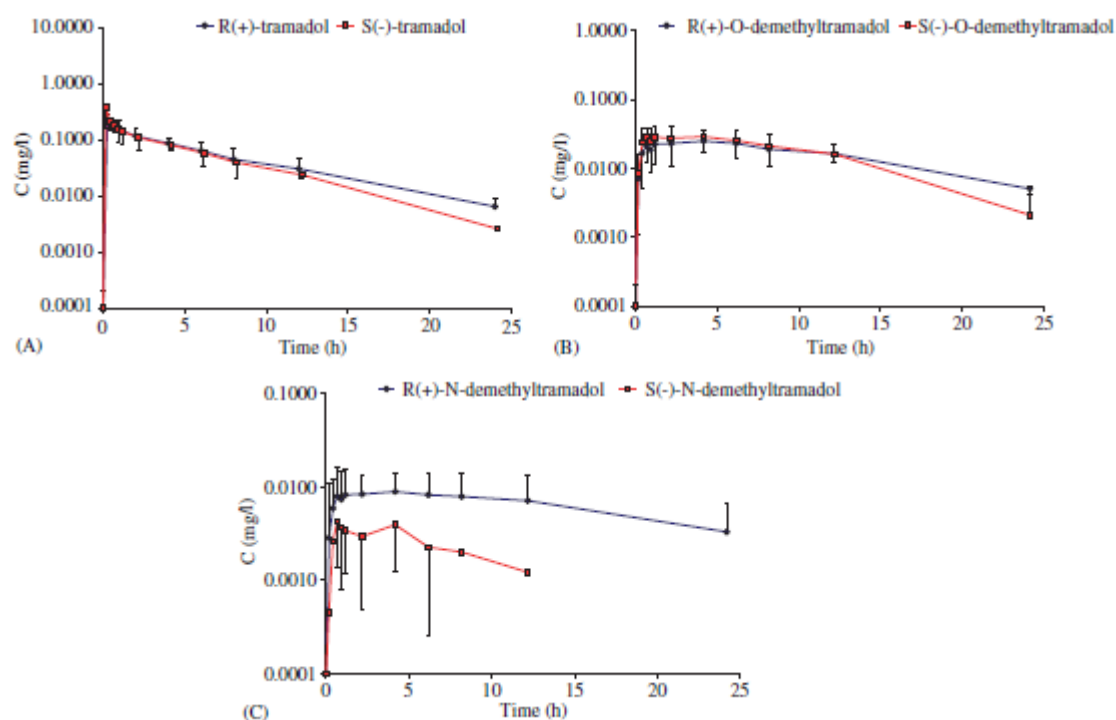 R(+)-tramadol S(-)-tramadol
10.0000
1.0000
0.1000
0.0100
0.0010
0.0001
C (mg/l)
0 5 10 15 20 25
(A) Time (h)
R(+)-O-demethyltramadol S(-)-O-demethyltramadol
1.0000
0.1000
0.0100
0.0010
0.0001
C (mg/l)
0 5 10 15 20 25
(B) Time (h)
R(+)-N-demethyltramadol S(-)-N-demethyltramadol
0.1000
0.0100
0.0010
0.0001
C (mg/l)
0 5 10 15 20 25
(C) Time (h)